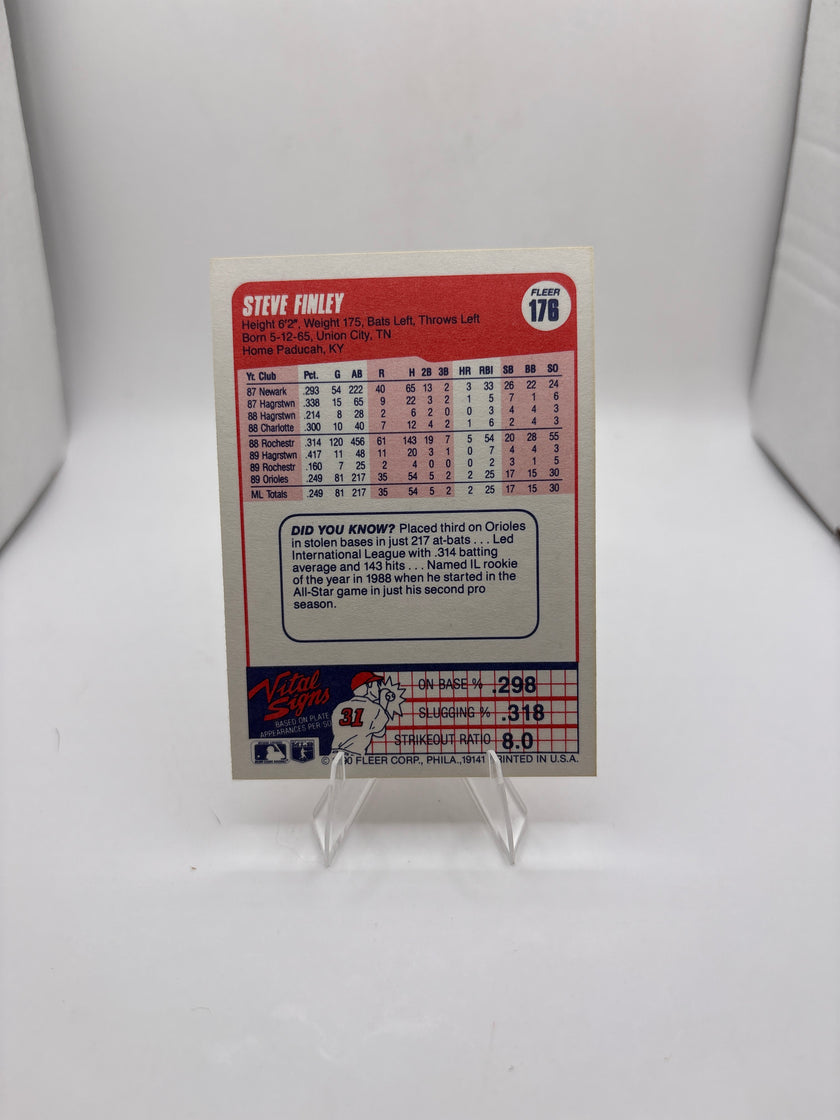 STEVE FINLEY
FLEER
176
Height 6'2", Weight 175, Bats Left, Throws Left
Born 5-12-65, Union City, TN
Home Paducah, KY
Yr. Club Pct. G AB R H 2B 3B HR RBI SB BB SO
87 Newark .293 54 222 40 65 13 2 3 33 26 22 24
87 Hagrstwn .338 15 65 9 22 3 2 1 5 7 1 6
88 Hagrstwn .214 8 28 2 6 2 0 0 3 4 4 3
88 Charlotte .300 10 40 7 12 4 2 1 6 2 4 3
88 Rochestr .314 120 456 61 143 19 7 5 54 20 28 55
89 Hagrstwn .417 11 48 11 20 3 1 0 7 4 4 3
89 Rochestr .160 7 25 2 4 0 0 0 2 3 1 5
89 Orioles .249 81 217 35 54 5 2 2 25 17 15 30
ML Totals .249 81 217 35 54 5 2 2 25 17 15 30
DID YOU KNOW? Placed third on Orioles
in stolen bases in just 217 at-bats . . . Led
International League with .314 batting
average and 143 hits . . . Named IL rookie
of the year in 1988 when he started in the
All-Star game in just his second pro
season.
Vital
Signs
BASED ON PLATE
APPEARANCES PER 50
31
ON BASE % .298
SLUGGING % .318
STRIKEOUT RATIO 8.0
FLEER CORP., PHILA., 19141 PRINTED IN U.S.A.